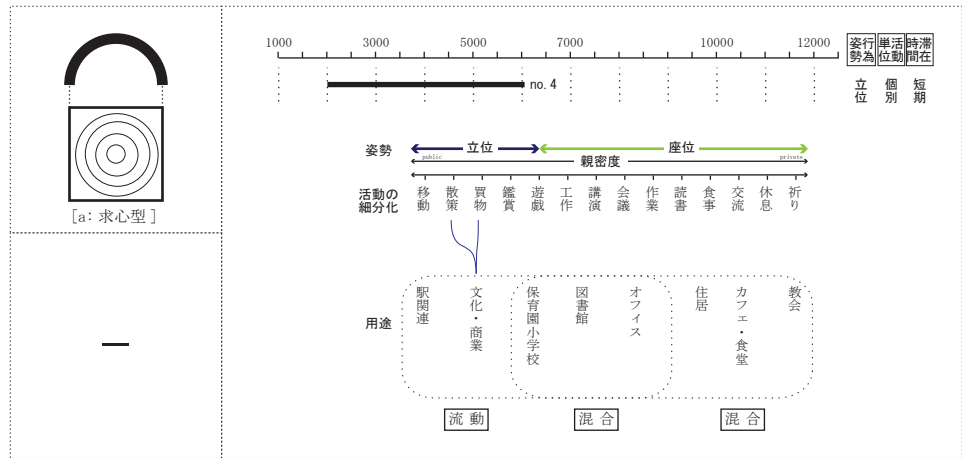 [a: 求心型]
1000 3000 5000 7000 10000 12000
no. 4
姿勢行為 活動単位 滞在時間
立位 個別 短期
姿勢 立位 座位
public 親密度 private
活動の細分化
移動 散策 買物 鑑賞 遊戯 工作 講演 会議 作業 読書 食事 交流 休息 祈り
用途
駅関連 文化・商業 保育園小学校 図書館 オフィス 住居 カフェ・食堂 教会
流動 混合 混合